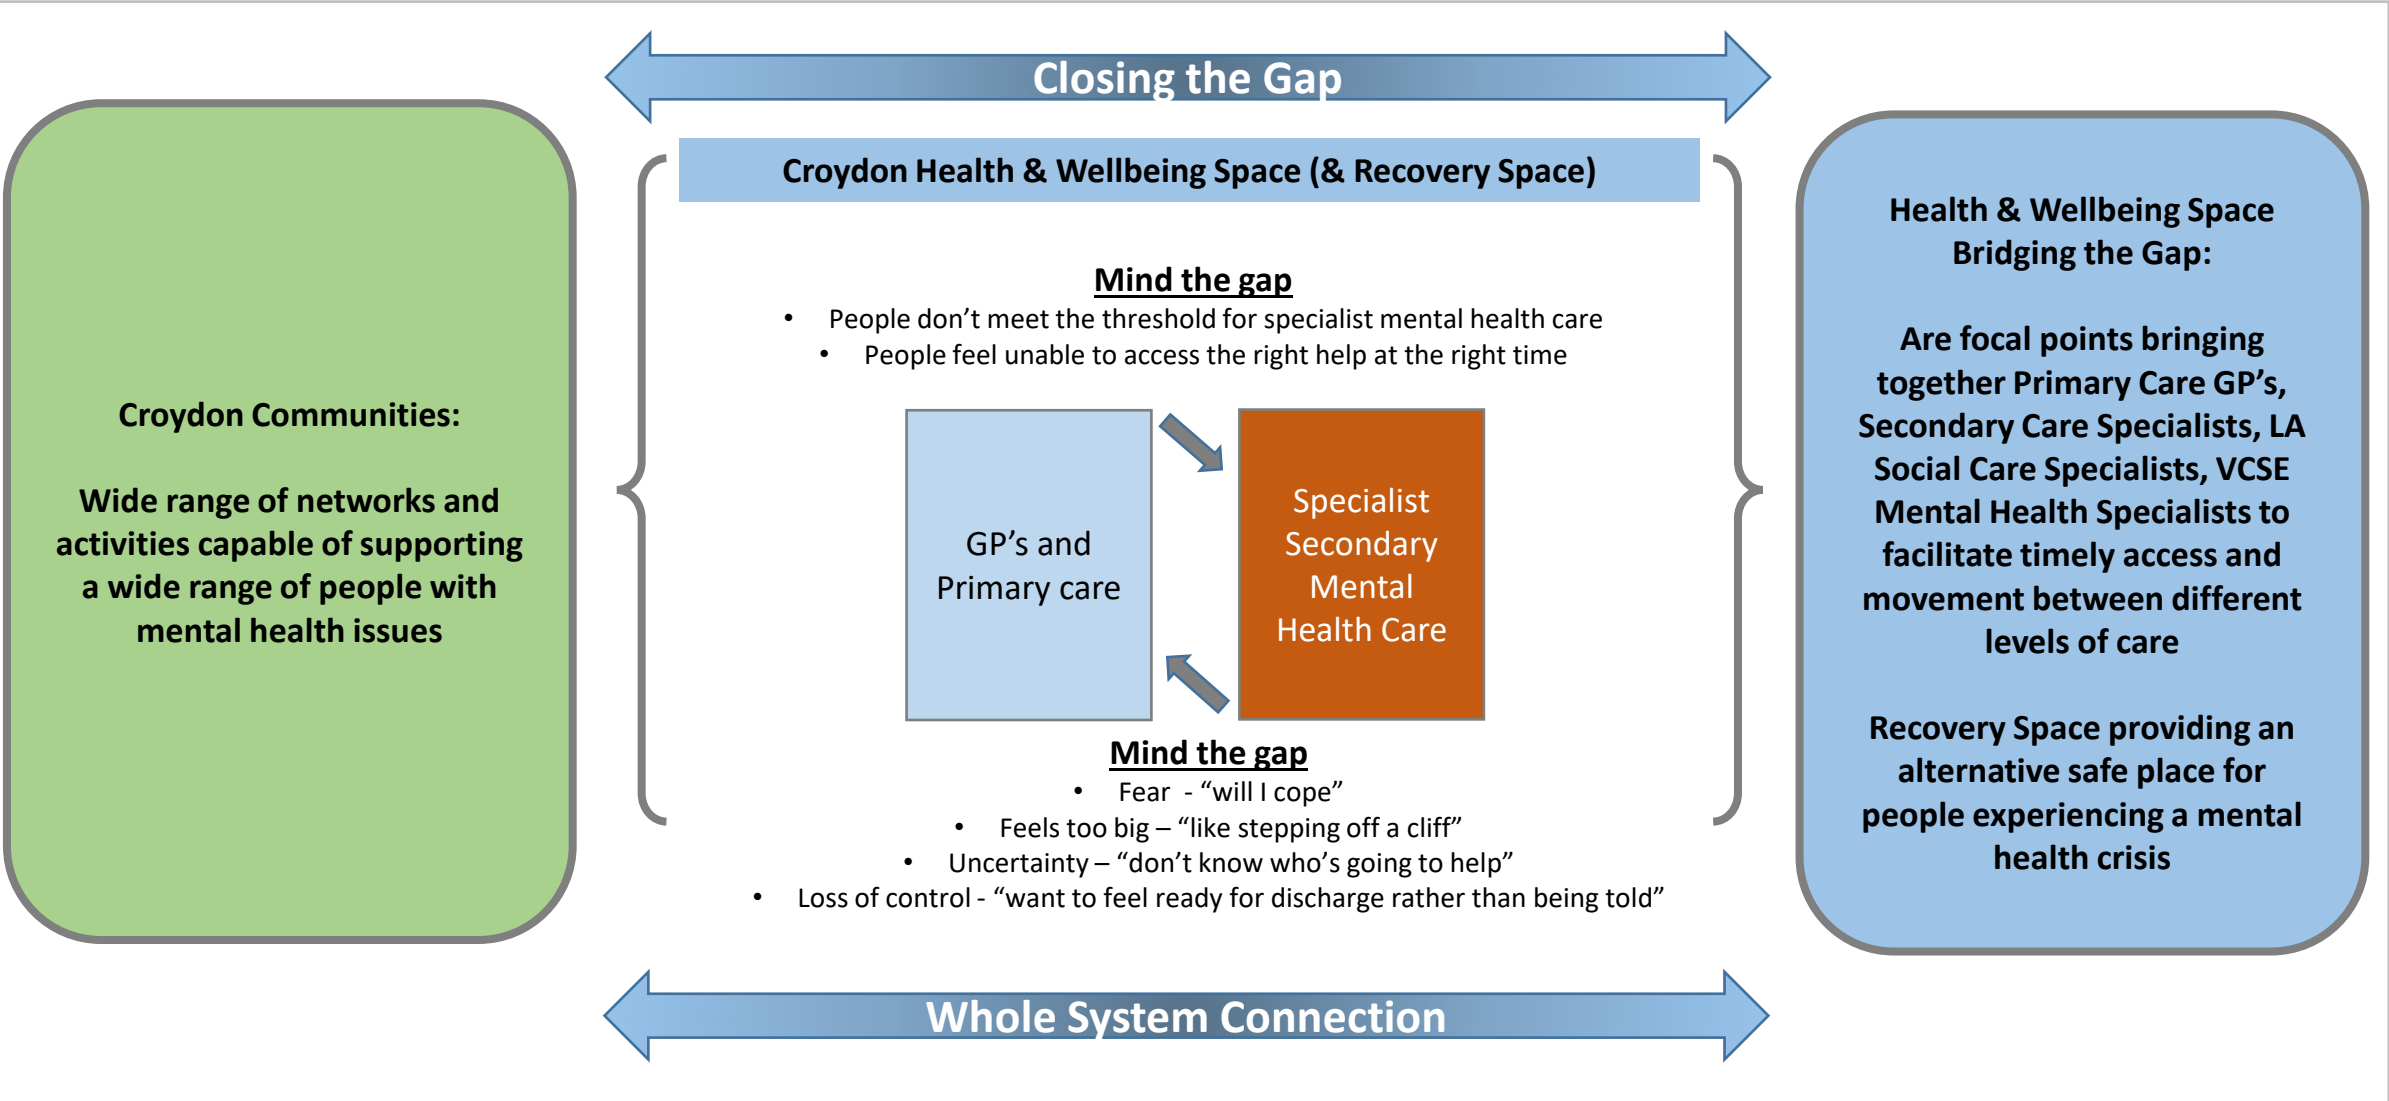 Closing the Gap
Croydon Communities:
Wide range of networks and
activities capable of supporting
a wide range of people with
mental health issues
Croydon Health & Wellbeing Space (& Recovery Space)
Mind the gap
• People don’t meet the threshold for specialist mental health care
• People feel unable to access the right help at the right time
GP’s and
Primary care
Specialist
Secondary
Mental
Health Care
Mind the gap
• Fear - “will I cope”
• Feels too big – “like stepping off a cliff”
• Uncertainty – “don’t know who’s going to help”
• Loss of control - “want to feel ready for discharge rather than being told”
Health & Wellbeing Space
Bridging the Gap:
Are focal points bringing
together Primary Care GP’s,
Secondary Care Specialists, LA
Social Care Specialists, VCSE
Mental Health Specialists to
facilitate timely access and
movement between different
levels of care
Recovery Space providing an
alternative safe place for
people experiencing a mental
health crisis
Whole System Connection